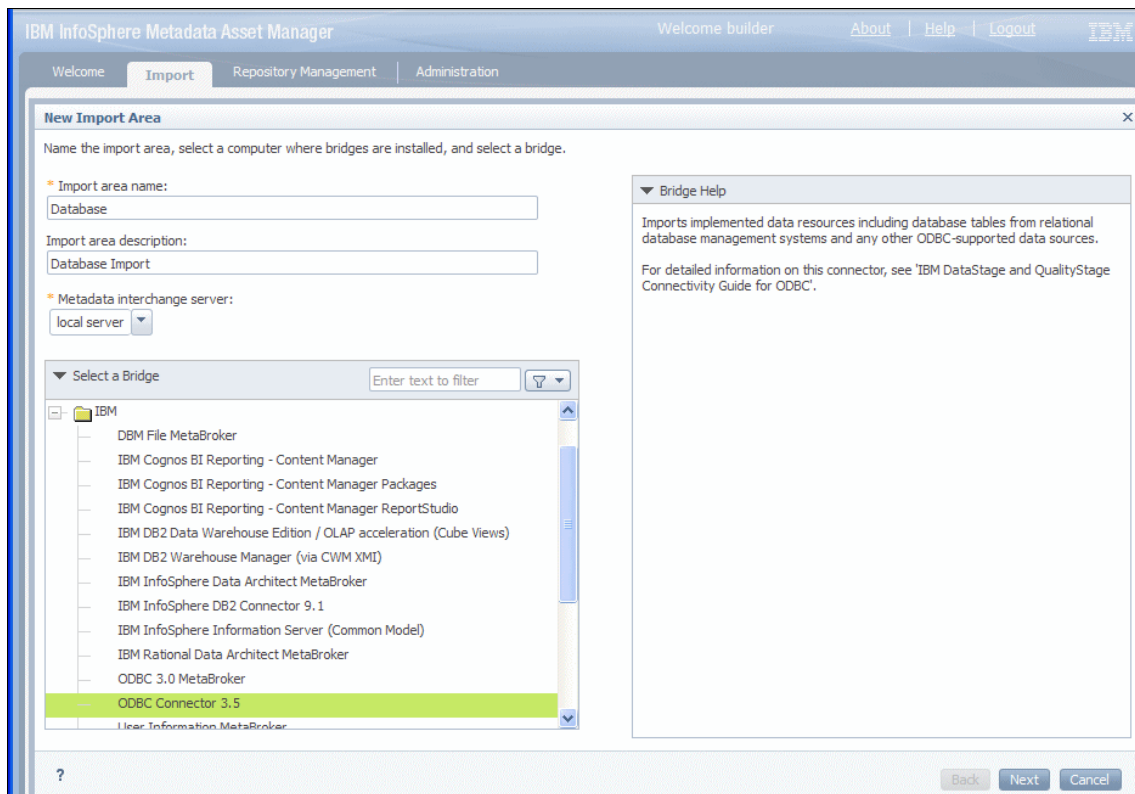 IBM InfoSphere Metadata Asset Manager
Welcome builder
About
Help
Logout
IBM
Welcome
Import
Repository Management
Administration
New Import Area
Name the import area, select a computer where bridges are installed, and select a bridge.
* Import area name:
Database
Import area description:
Database Import
* Metadata interchange server:
local server
Select a Bridge
Enter text to filter
IBM
DBM File MetaBroker
IBM Cognos BI Reporting - Content Manager
IBM Cognos BI Reporting - Content Manager Packages
IBM Cognos BI Reporting - Content Manager ReportStudio
IBM DB2 Data Warehouse Edition / OLAP acceleration (Cube Views)
IBM DB2 Warehouse Manager (via CWM XMI)
IBM InfoSphere Data Architect MetaBroker
IBM InfoSphere DB2 Connector 9.1
IBM InfoSphere Information Server (Common Model)
IBM Rational Data Architect MetaBroker
ODBC 3.0 MetaBroker
ODBC Connector 3.5
User Information MetaBroker
Bridge Help
Imports implemented data resources including database tables from relational
database management systems and any other ODBC-supported data sources.
For detailed information on this connector, see 'IBM DataStage and QualityStage
Connectivity Guide for ODBC'.
?
Back
Next
Cancel